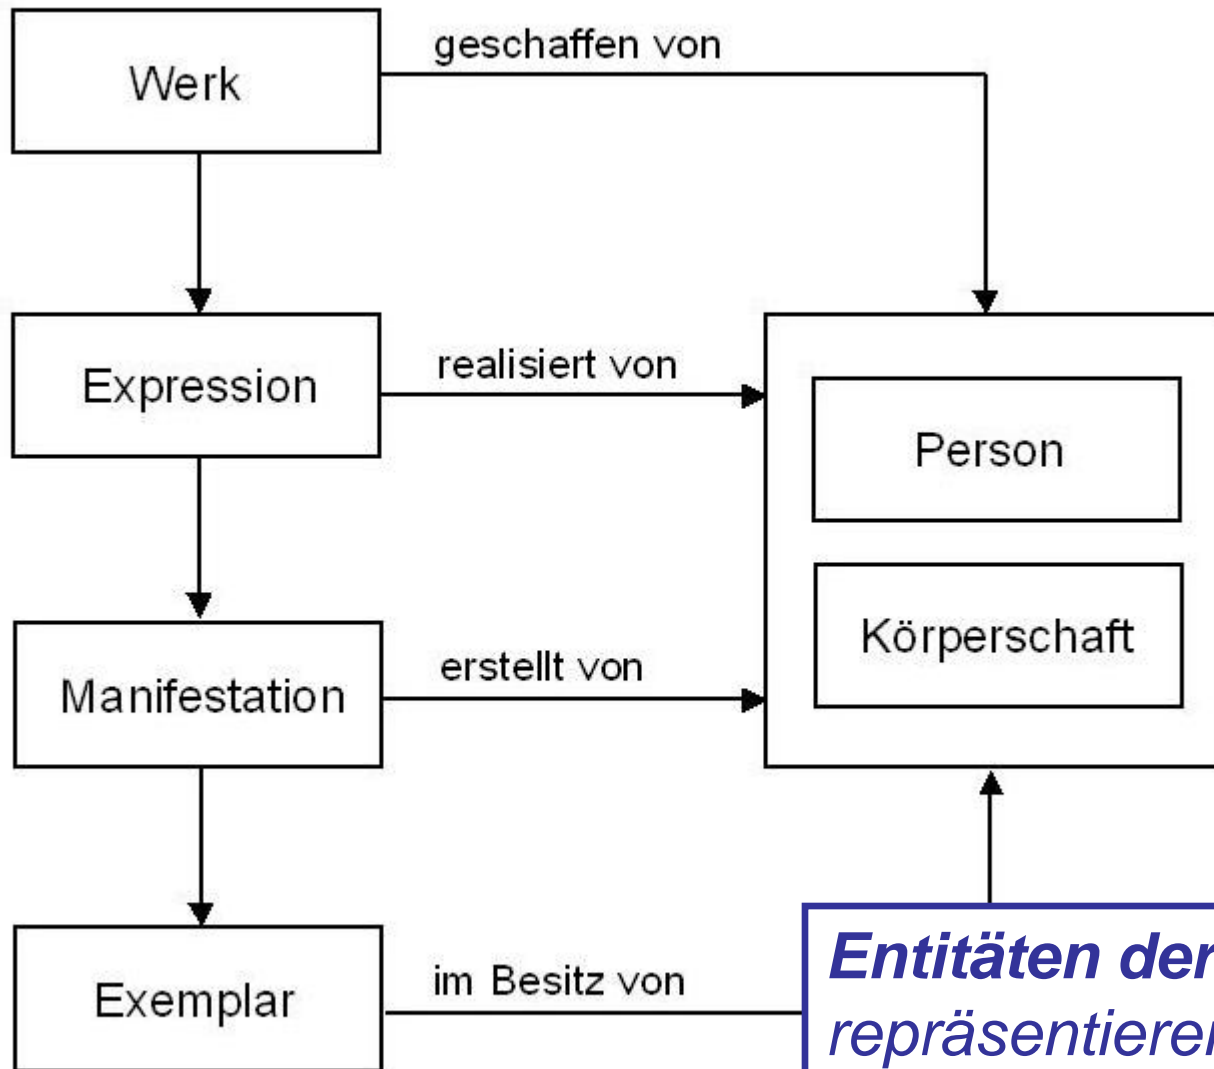 Werk
geschaffen von
Expression
realisiert von
Person
Körperschaft
Manifestation
erstellt von
Exemplar
im Besitz von
Entitäten der
repräsentieren